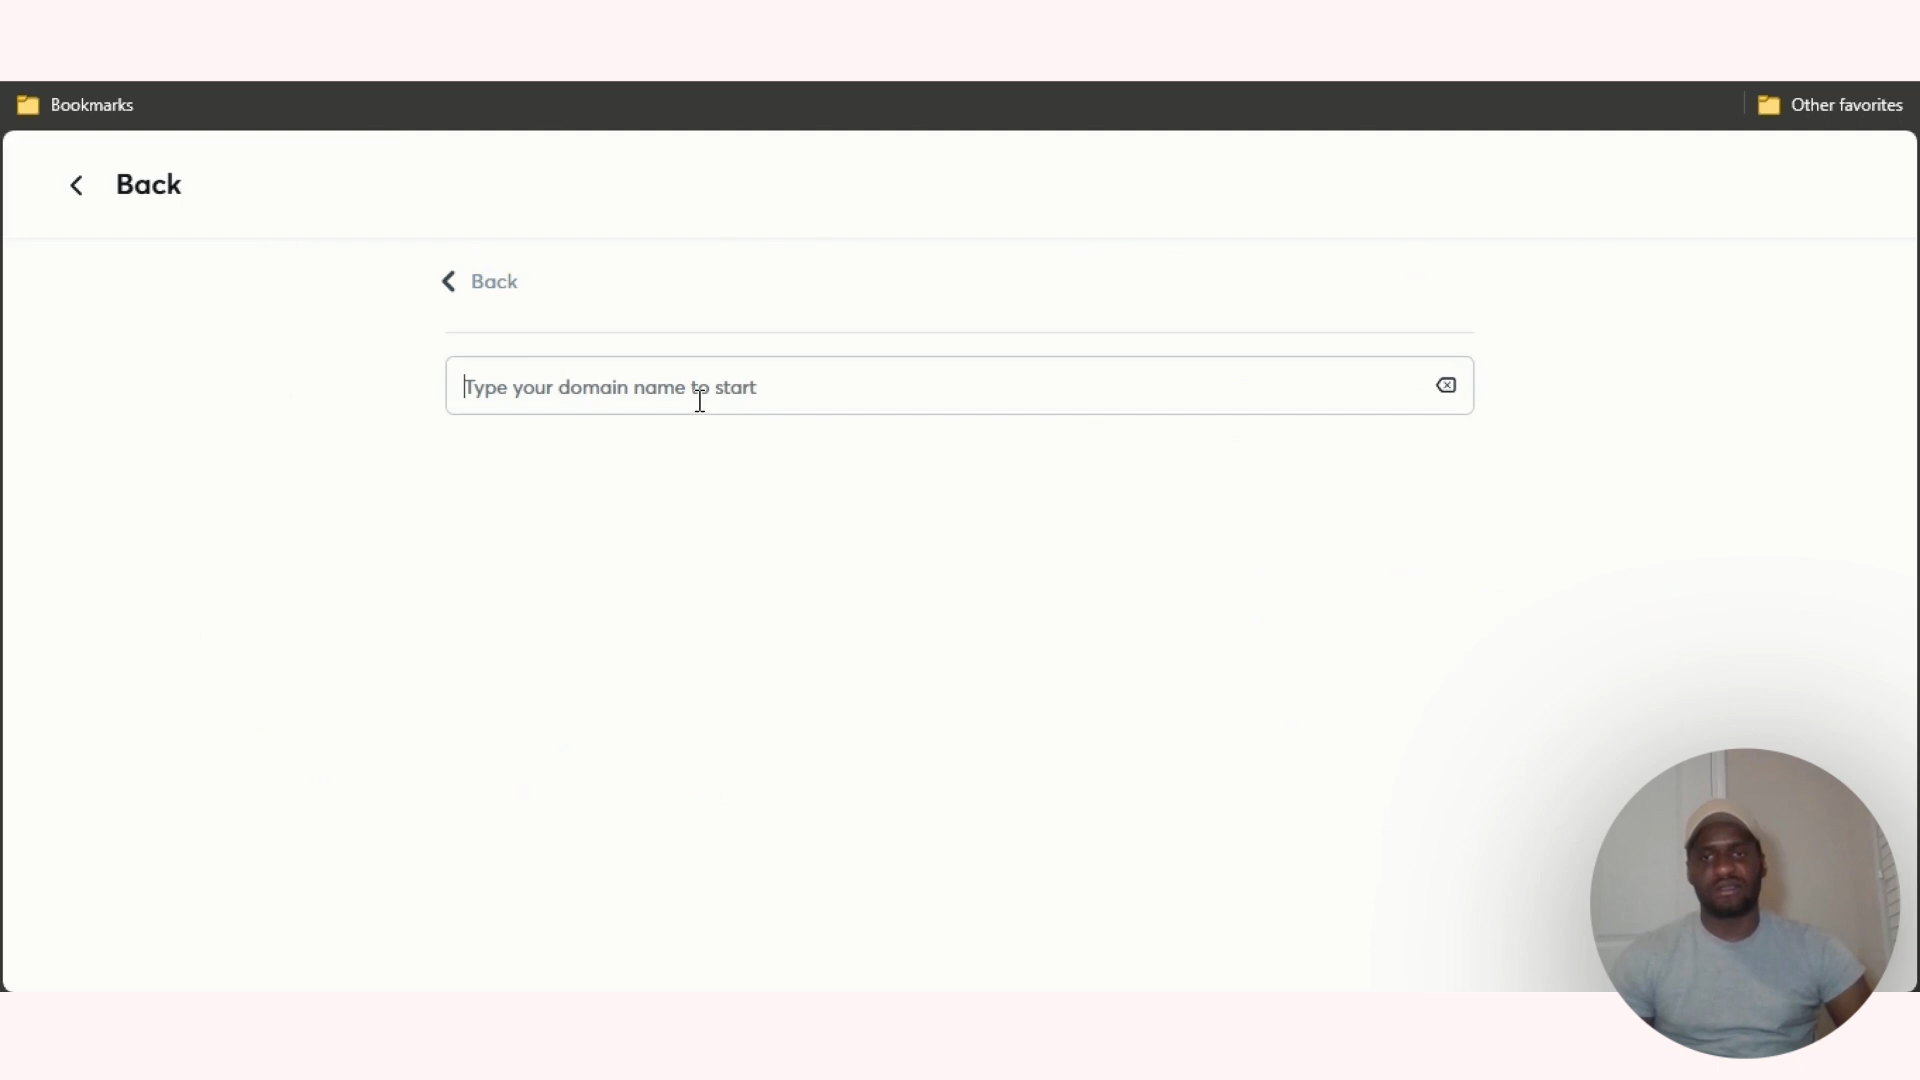 Bookmarks
Other favorites
Back
Back
Type your domain name to start